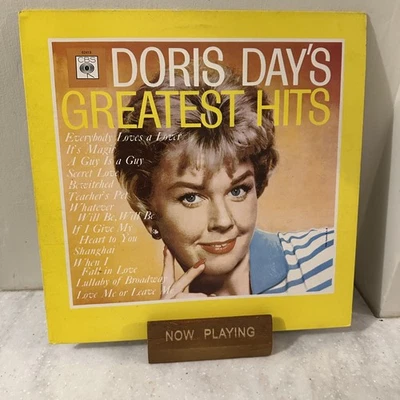 CBS
DORIS DAY'S
GREATEST HITS
Everybody Loves a Lover
It's Magic
A Guy Is a Guy
Secret Love
Bewitched
Teacher's Pet
Whatever
Will Be, Will Be
If I Give My
Heart to You
Shanghai
When I
Fall in Love
Lullaby of Broadway
Love Me or Leave Me
NOW PLAYING